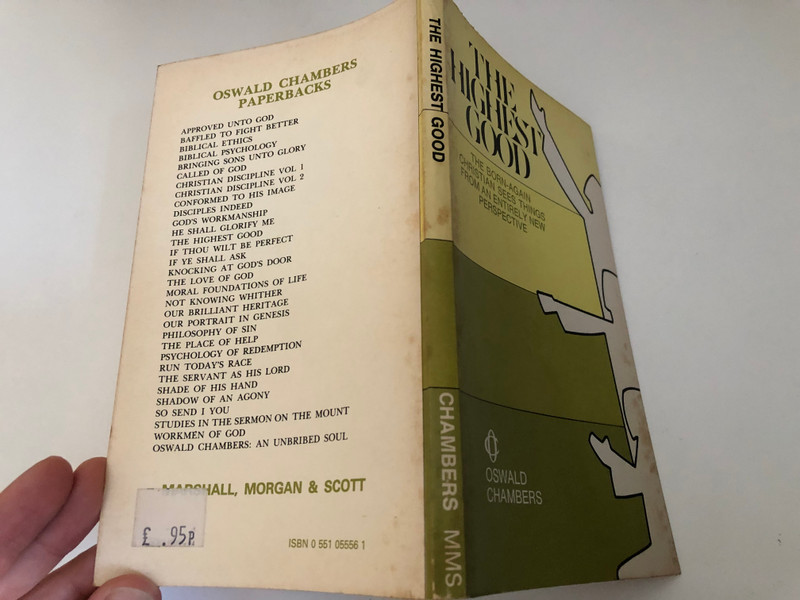 OSWALD CHAMBERS
PAPERBACKS
APPROVED UNTO GOD
BAFFLED TO FIGHT BETTER
BIBLICAL ETHICS
BIBLICAL PSYCHOLOGY
BRINGING SONS UNTO GLORY
CALLED OF GOD
CHRISTIAN DISCIPLINE VOL 1
CHRISTIAN DISCIPLINE VOL 2
CONFORMED TO HIS IMAGE
DISCIPLES INDEED
GOD'S WORKMANSHIP
HE SHALL GLORIFY ME
THE HIGHEST GOOD
IF THOU WILT BE PERFECT
IF YE SHALL ASK
KNOCKING AT GOD'S DOOR
THE LOVE OF GOD
MORAL FOUNDATIONS OF LIFE
NOT KNOWING WHITHER
OUR BRILLIANT HERITAGE
OUR PORTRAIT IN GENESIS
PHILOSOPHY OF SIN
THE PLACE OF HELP
PSYCHOLOGY OF REDEMPTION
RUN TODAY'S RACE
THE SERVANT AS HIS LORD
SHADE OF HIS HAND
SHADOW OF AN AGONY
SO SEND I YOU
STUDIES IN THE SERMON ON THE MOUNT
WORKMEN OF GOD
OSWALD CHAMBERS: AN UNBRIBED SOUL
MARSHALL, MORGAN & SCOTT
£ .95P.
ISBN 0 551 05556 1
THE HIGHEST GOOD
CHAMBERS MMS
THE
HIGHEST
GOOD
THE BORN-AGAIN
CHRISTIAN SEES THINGS
FROM AN ENTIRELY NEW
PERSPECTIVE
OSWALD
CHAMBERS